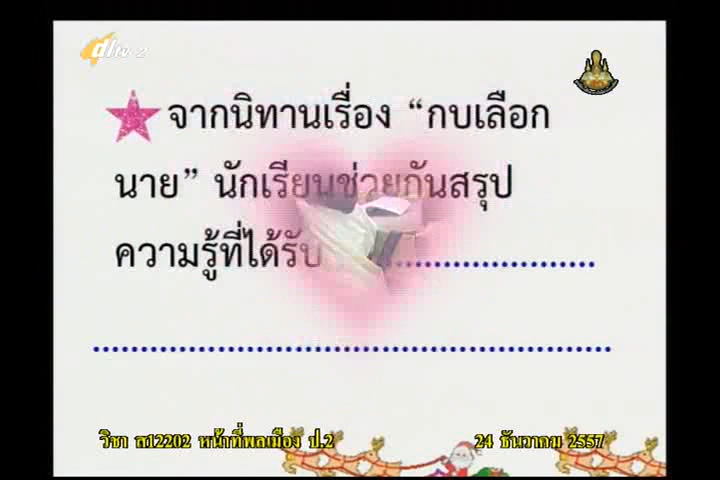 dltv 2
จากนิทานเรื่อง “กบเลือก
นาย” นักเรียนช่วยกันสรุป
ความรู้ที่ได้รับ..............................
............................................................
วิชา ส12202 หน้าที่พลเมือง ป.2
24 ธันวาคม 2557